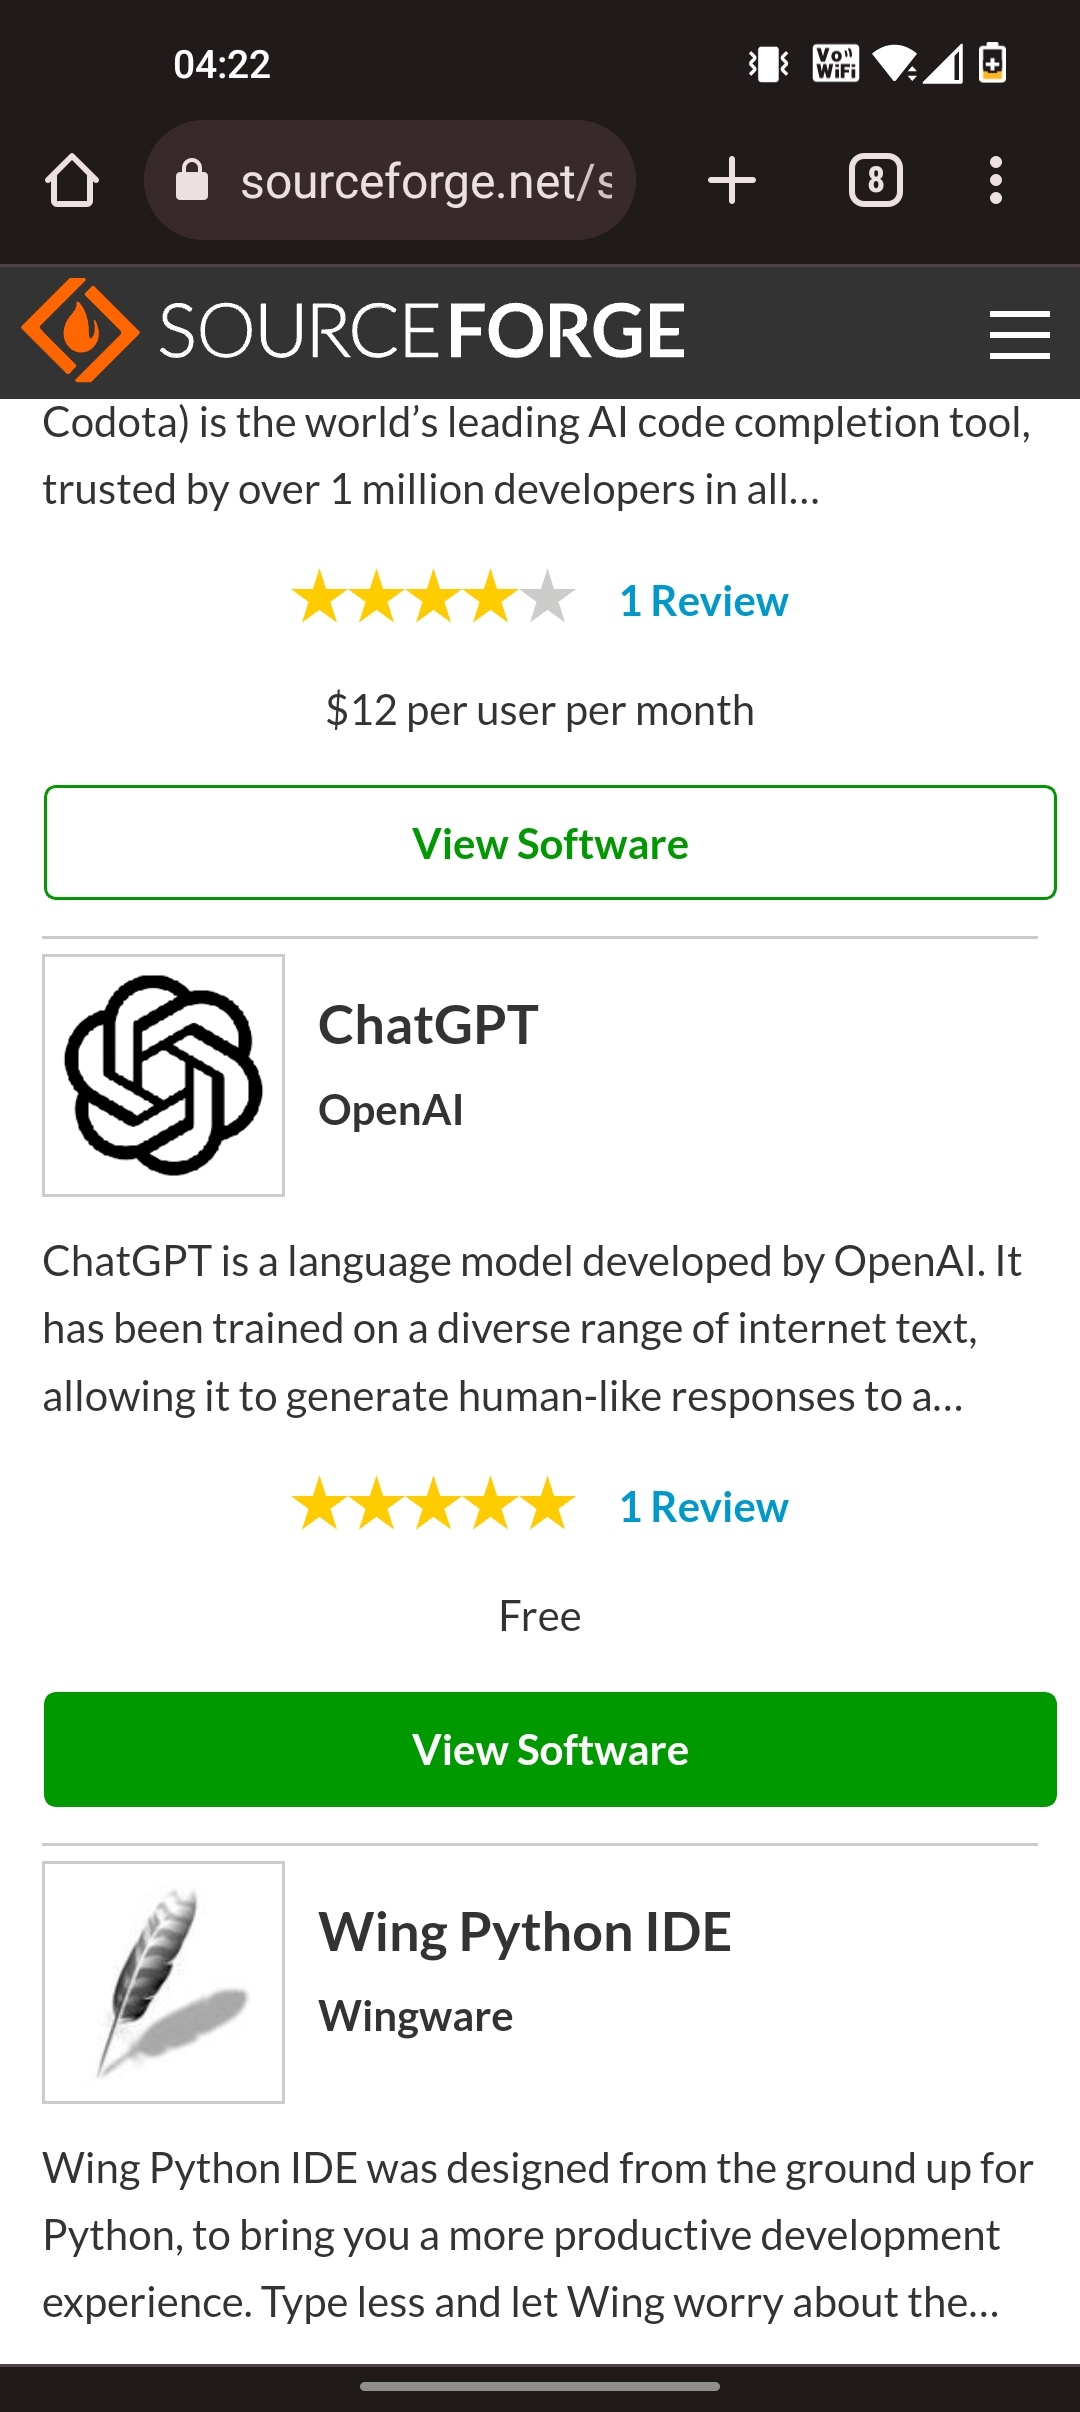 04:22
Vo
WiFi
sourceforge.net/s
8
SOURCEFORGE
Codota) is the world’s leading AI code completion tool,
trusted by over 1 million developers in all...
1 Review
$12 per user per month
View Software
ChatGPT
OpenAI
ChatGPT is a language model developed by OpenAI. It
has been trained on a diverse range of internet text,
allowing it to generate human-like responses to a...
1 Review
Free
View Software
Wing Python IDE
Wingware
Wing Python IDE was designed from the ground up for
Python, to bring you a more productive development
experience. Type less and let Wing worry about the...